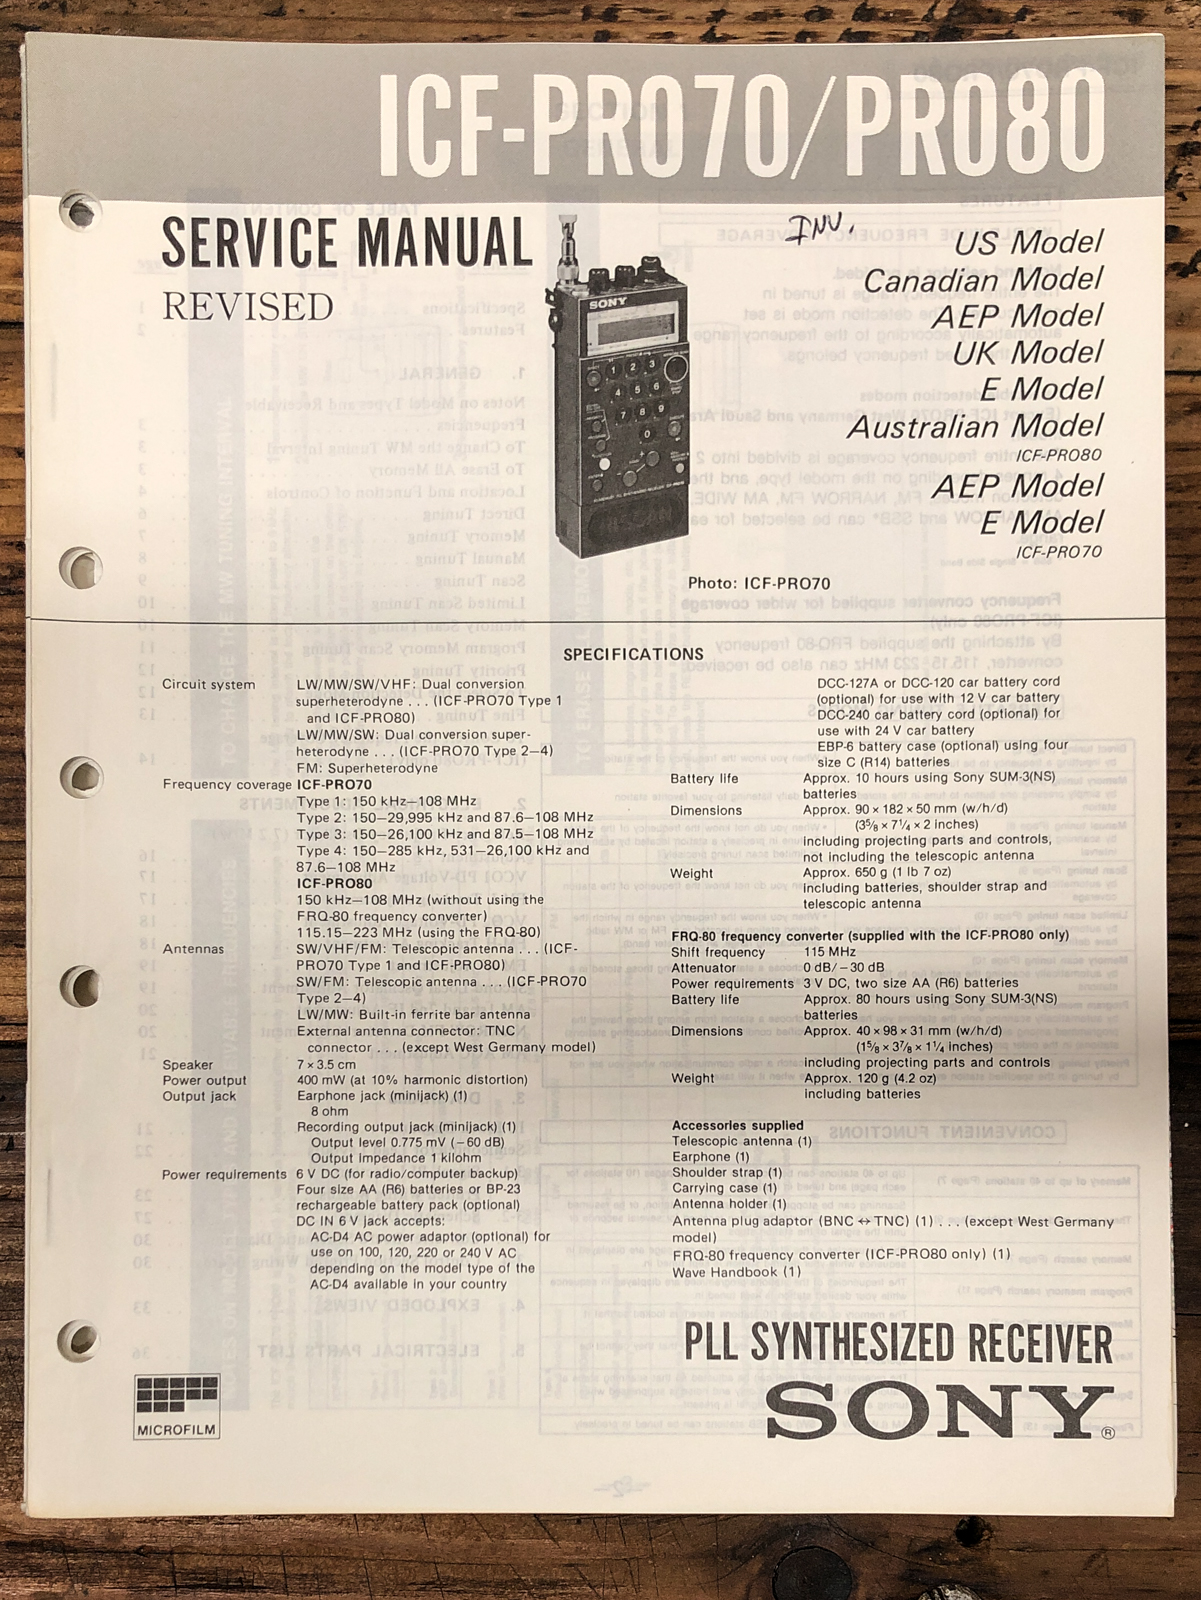 ICF-PRO70/PRO80
SERVICE MANUAL
REVISED
INV.
US Model
Canadian Model
AEP Model
UK Model
E Model
Australian Model
ICF-PRO80
AEP Model
E Model
ICF-PRO70
SONY
1 2 3
4 5 6
7 8 9
0
Photo: ICF-PRO70
SPECIFICATIONS
Circuit system LW/MW/SW/VHF: Dual conversion
superheterodyne . . . (ICF-PRO70 Type 1
and ICF-PRO80)
LW/MW/SW: Dual conversion super-
heterodyne . . . (ICF-PRO70 Type 2–4)
FM: Superheterodyne
Frequency coverage ICF-PRO70
Type 1: 150 kHz–108 MHz
Type 2: 150–29,995 kHz and 87.6–108 MHz
Type 3: 150–26,100 kHz and 87.5–108 MHz
Type 4: 150–285 kHz, 531–26,100 kHz and
87.6–108 MHz
ICF-PRO80
150 kHz–108 MHz (without using the
FRQ-80 frequency converter)
115.15–223 MHz (using the FRQ-80)
Antennas SW/VHF/FM: Telescopic antenna . . . (ICF-
PRO70 Type 1 and ICF-PRO80)
SW/FM: Telescopic antenna . . . (ICF-PRO70
Type 2–4)
LW/MW: Built-in ferrite bar antenna
External antenna connector: TNC
connector . . . (except West Germany model)
Speaker 7 × 3.5 cm
Power output 400 mW (at 10% harmonic distortion)
Output jack Earphone jack (minijack) (1)
8 ohm
Recording output jack (minijack) (1)
Output level 0.775 mV (−60 dB)
Output impedance 1 kilohm
Power requirements 6 V DC (for radio/computer backup)
Four size AA (R6) batteries or BP-23
rechargeable battery pack (optional)
DC IN 6 V jack accepts:
AC-D4 AC power adaptor (optional) for
use on 100, 120, 220 or 240 V AC
depending on the model type of the
AC-D4 available in your country
DCC-127A or DCC-120 car battery cord
(optional) for use with 12 V car battery
DCC-240 car battery cord (optional) for
use with 24 V car battery
EBP-6 battery case (optional) using four
size C (R14) batteries
Battery life Approx. 10 hours using Sony SUM-3(NS)
batteries
Dimensions Approx. 90 × 182 × 50 mm (w/h/d)
(3⅝ × 7¼ × 2 inches)
including projecting parts and controls,
not including the telescopic antenna
Weight Approx. 650 g (1 lb 7 oz)
including batteries, shoulder strap and
telescopic antenna
FRQ-80 frequency converter (supplied with the ICF-PRO80 only)
Shift frequency 115 MHz
Attenuator 0 dB/−30 dB
Power requirements 3 V DC, two size AA (R6) batteries
Battery life Approx. 80 hours using Sony SUM-3(NS)
batteries
Dimensions Approx. 40 × 98 × 31 mm (w/h/d)
(1⅝ × 3⅞ × 1¼ inches)
including projecting parts and controls
Weight Approx. 120 g (4.2 oz)
including batteries
Accessories supplied
Telescopic antenna (1)
Earphone (1)
Shoulder strap (1)
Carrying case (1)
Antenna holder (1)
Antenna plug adaptor (BNC ↔ TNC) (1) . . . (except West Germany
model)
FRQ-80 frequency converter (ICF-PRO80 only) (1)
Wave Handbook (1)
PLL SYNTHESIZED RECEIVER
SONY®
MICROFILM